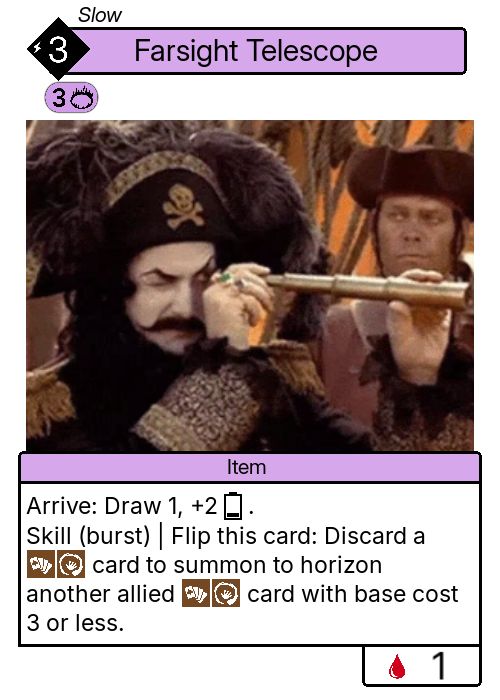 Slow
3 Farsight Telescope
3
Item
Arrive: Draw 1, +2 .
Skill (burst) | Flip this card: Discard a
card to summon to horizon
another allied card with base cost
3 or less.
1